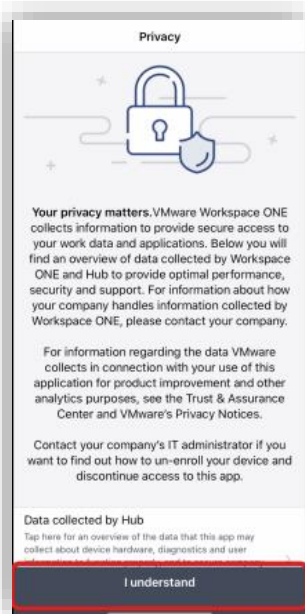 Privacy
Your privacy matters.VMware Workspace ONE
collects information to provide secure access to
your work data and applications. Below you will
find an overview of data collected by Workspace
ONE and Hub to provide optimal performance,
security and support. For information about how
your company handles information collected by
Workspace ONE, please contact your company.
For information regarding the data VMware
collects in connection with your use of this
application for product improvement and other
analytics purposes, see the Trust & Assurance
Center and VMware's Privacy Notices.
Contact your company's IT administrator if you
want to find out how to un-enroll your device and
discontinue access to this app.
Data collected by Hub
Tap here for an overview of the data that this app may
collect about device hardware, diagnostics and user
I understand